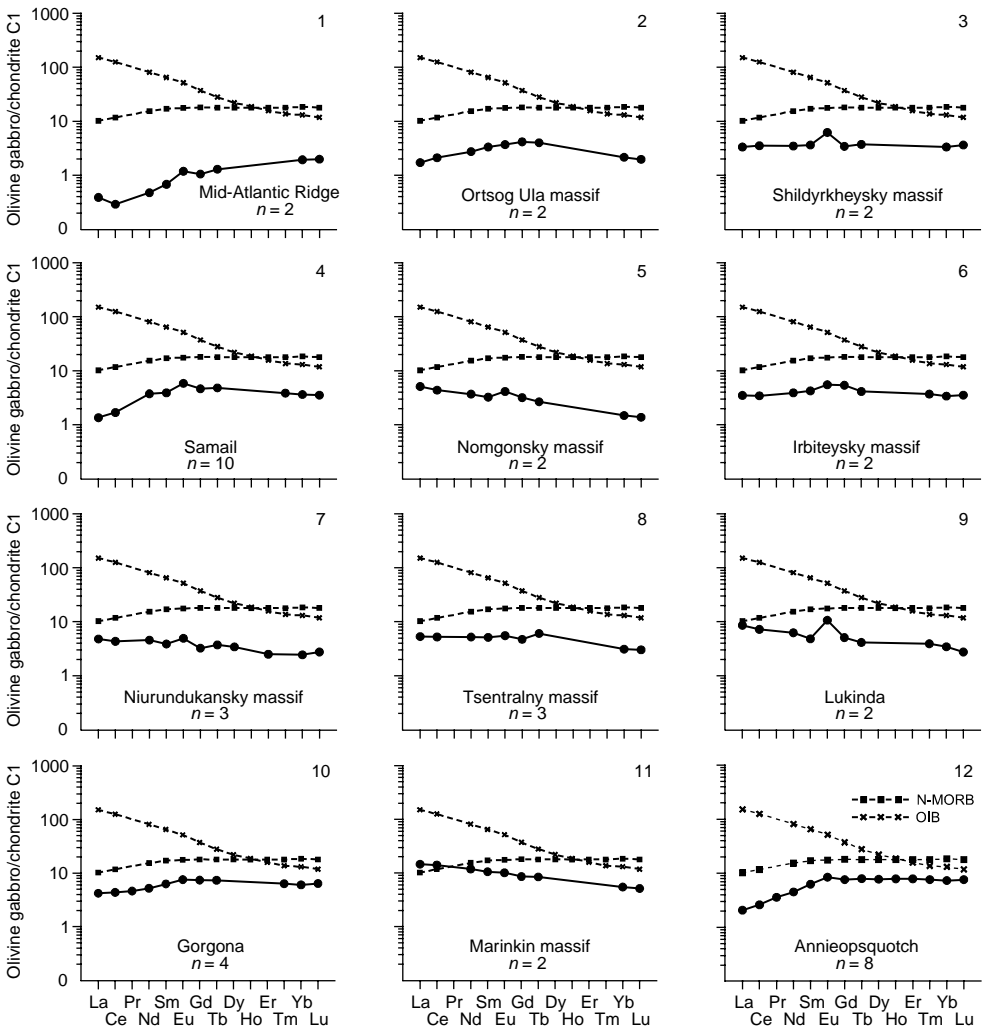 Olivine gabbro/chondrite C1
1000
100
10
1
0
1
Mid-Atlantic Ridge
n = 2
2
Ortsog Ula massif
n = 2
3
Shildyrkheysky massif
n = 2
Olivine gabbro/chondrite C1
1000
100
10
1
0
4
Samail
n = 10
5
Nomgonsky massif
n = 2
6
Irbiteysky massif
n = 2
Olivine gabbro/chondrite C1
1000
100
10
1
0
7
Niurundukansky massif
n = 3
8
Tsentralny massif
n = 3
9
Lukinda
n = 2
Olivine gabbro/chondrite C1
1000
100
10
1
0
10
Gorgona
n = 4
11
Marinkin massif
n = 2
12
N-MORB
OIB
Annieopsquotch
n = 8
La Pr Sm Gd Dy Er Yb
Ce Nd Eu Tb Ho Tm Lu
La Pr Sm Gd Dy Er Yb
Ce Nd Eu Tb Ho Tm Lu
La Pr Sm Gd Dy Er Yb
Ce Nd Eu Tb Ho Tm Lu